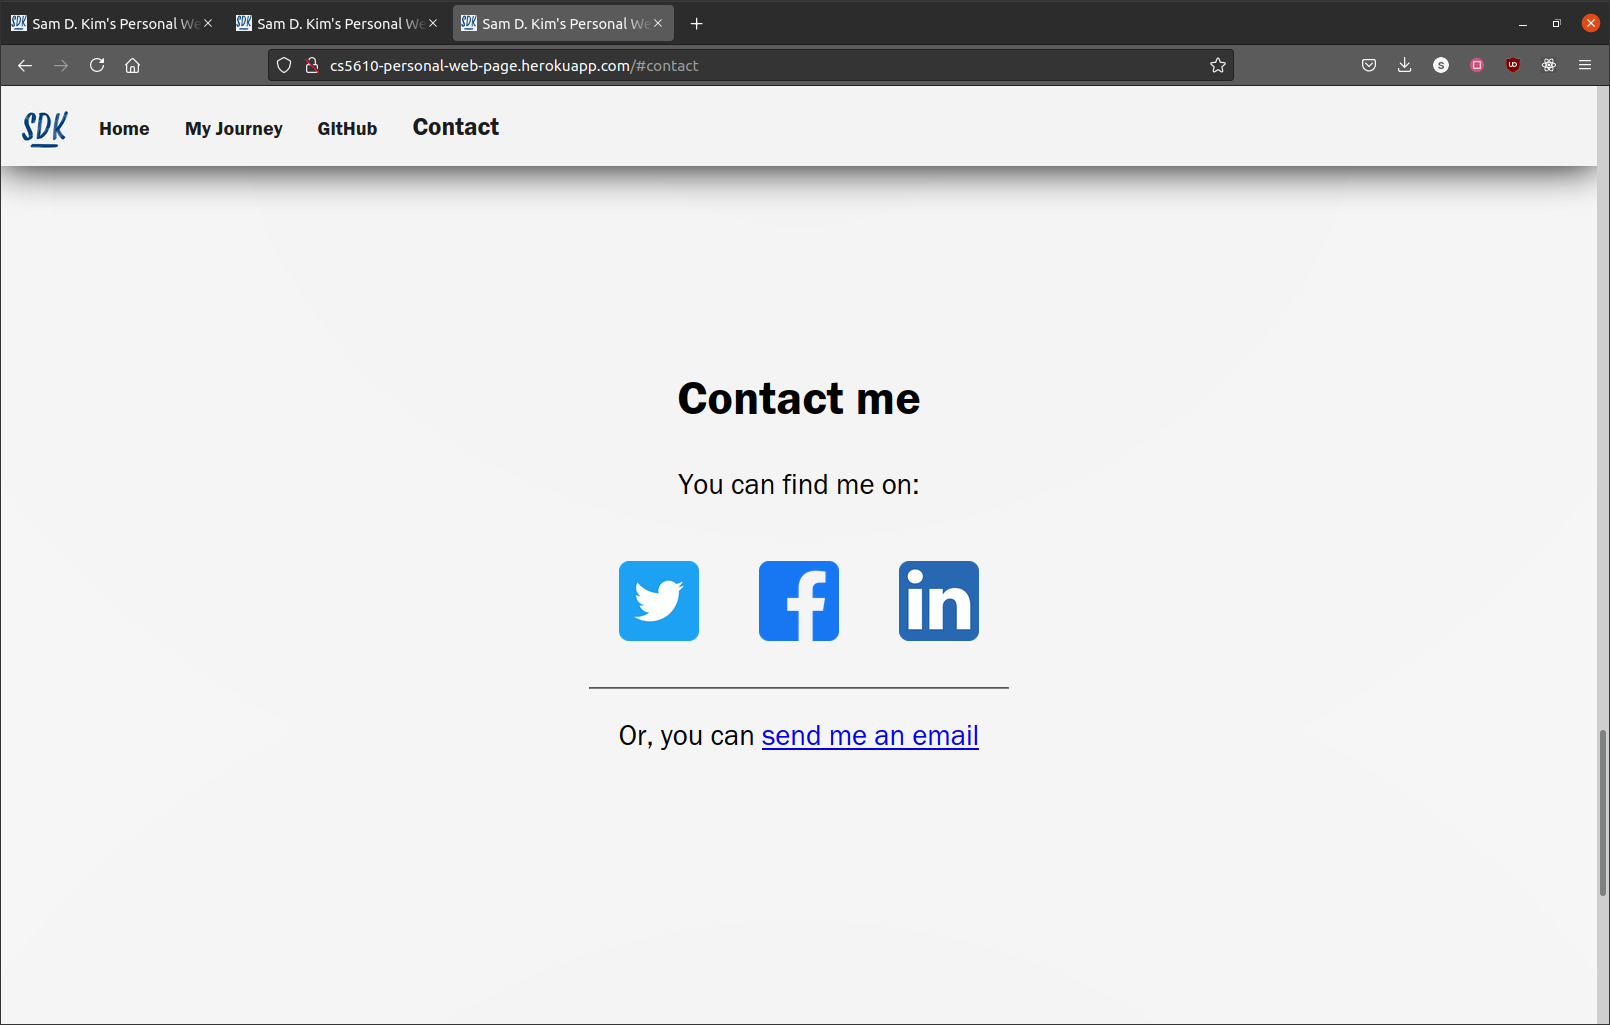 Sam D. Kim's Personal We
Sam D. Kim's Personal We
Sam D. Kim's Personal We
cs5610-personal-web-page.herokuapp.com/#contact
S
SDK
Home
My Journey
GitHub
Contact
Contact me
You can find me on:
f
in
Or, you can send me an email